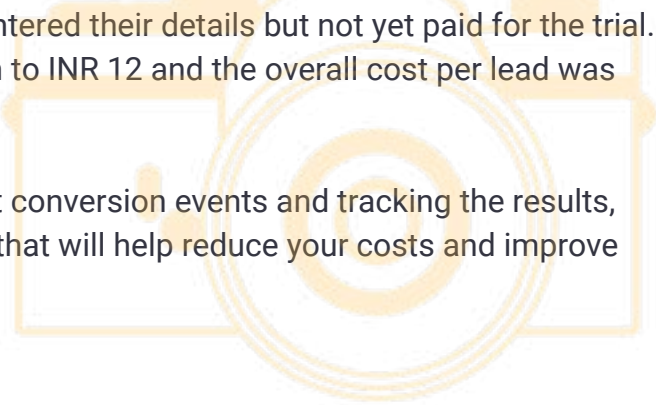 ntered their details but not yet paid for the trial.
to INR 12 and the overall cost per lead was
conversion events and tracking the results,
that will help reduce your costs and improve